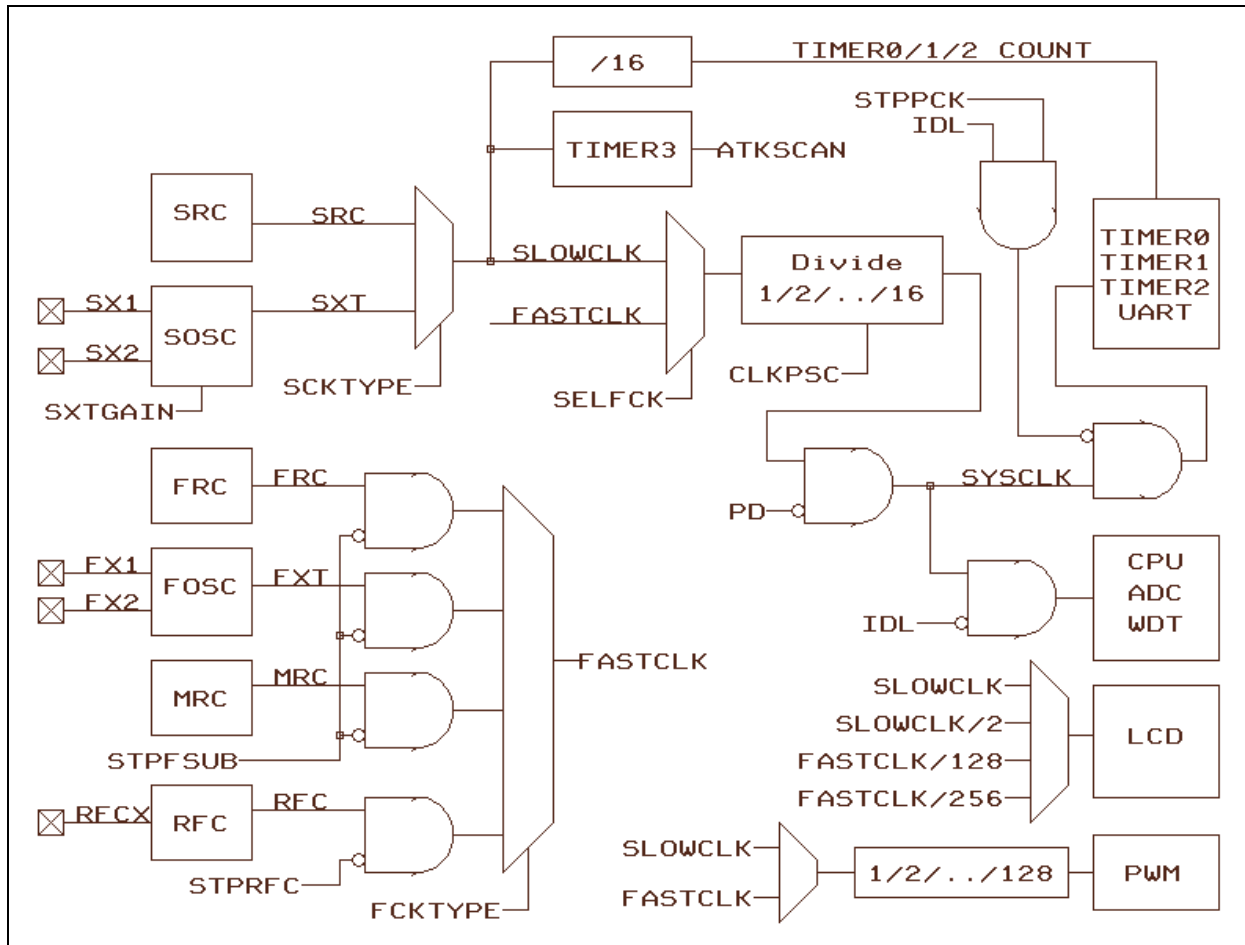 /16
TIMER0/1/2 COUNT
STPPCK
IDL
TIMER3
ATKSCAN
SRC
SRC
SLOWCLK
FASTCLK
Divide
1/2/../16
TIMER0
TIMER1
TIMER2
UART
SX1
SX2
SOSC
SXT
SXTGAIN
SCKTYPE
SELFCK
CLKPSC
FRC
FRC
PD
SYSCLK
FX1
FX2
FOSC
FXT
FASTCLK
IDL
CPU
ADC
WDT
MRC
MRC
STPFSUB
SLOWCLK
SLOWCLK/2
FASTCLK/128
FASTCLK/256
LCD
RFCX
RFC
RFC
STPRFC
FCKTYPE
SLOWCLK
FASTCLK
1/2/../128
PWM